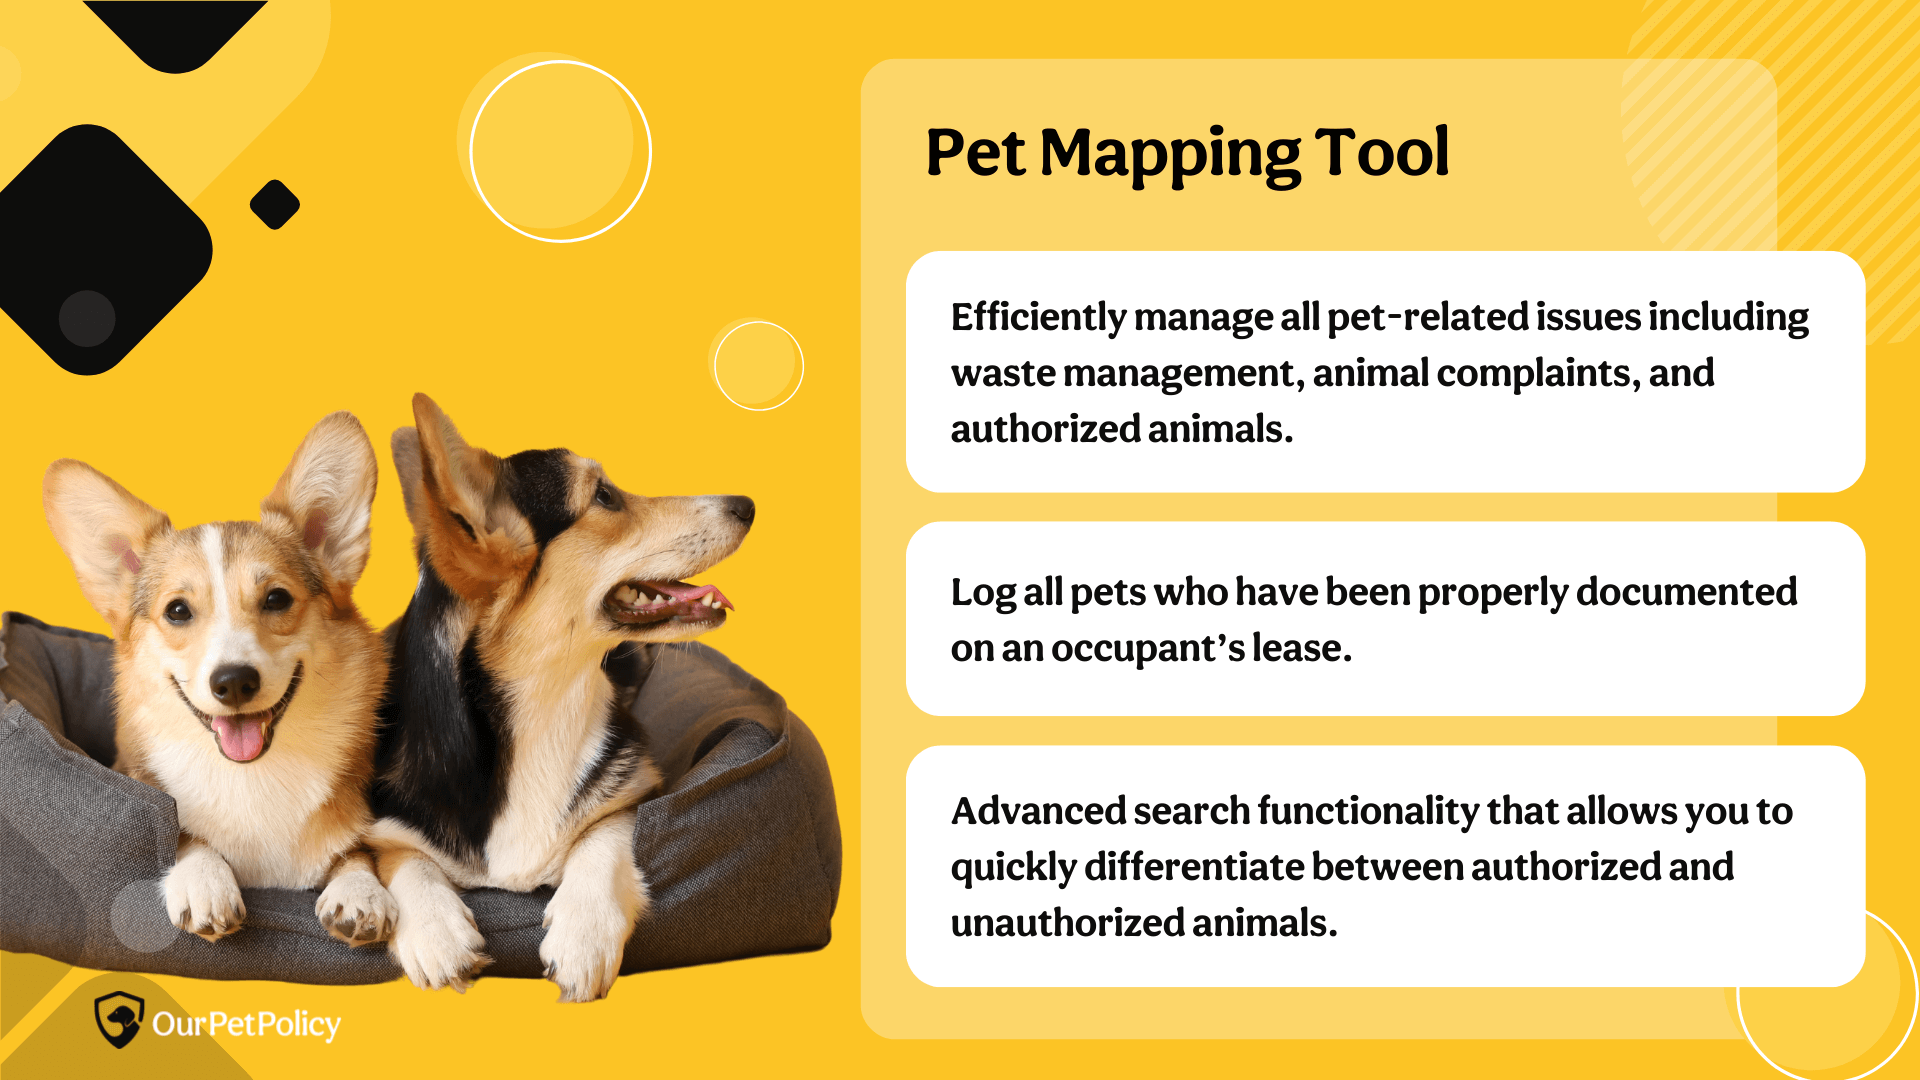 Pet Mapping Tool
Efficiently manage all pet-related issues including
waste management, animal complaints, and
authorized animals.
Log all pets who have been properly documented
on an occupant’s lease.
Advanced search functionality that allows you to
quickly differentiate between authorized and
unauthorized animals.
OurPetPolicy